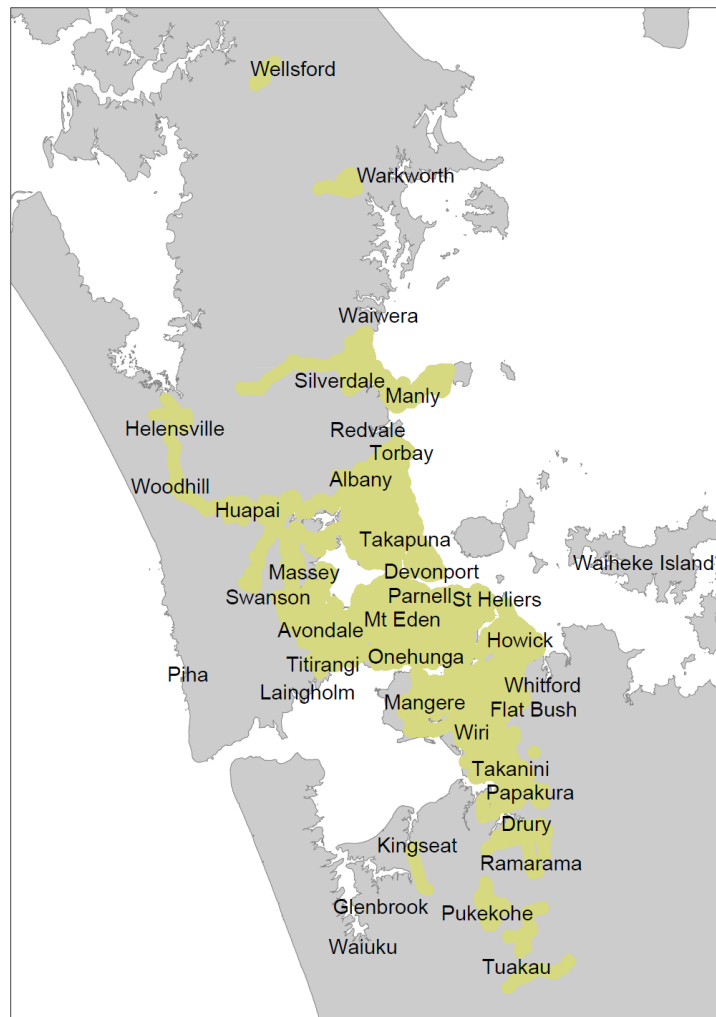 Wellsford
Warkworth
Waiwera
Silverdale
Manly
Helensville
Redvale
Torbay
Albany
Woodhill
Huapai
Takapuna
Waiheke Island
Massey
Devonport
Swanson
Parnell
St Heliers
Mt Eden
Avondale
Howick
Onehunga
Titirangi
Piha
Laingholm
Whitford
Mangere
Flat Bush
Wiri
Takanini
Papakura
Drury
Kingseat
Ramarama
Glenbrook
Pukekohe
Waiuku
Tuakau